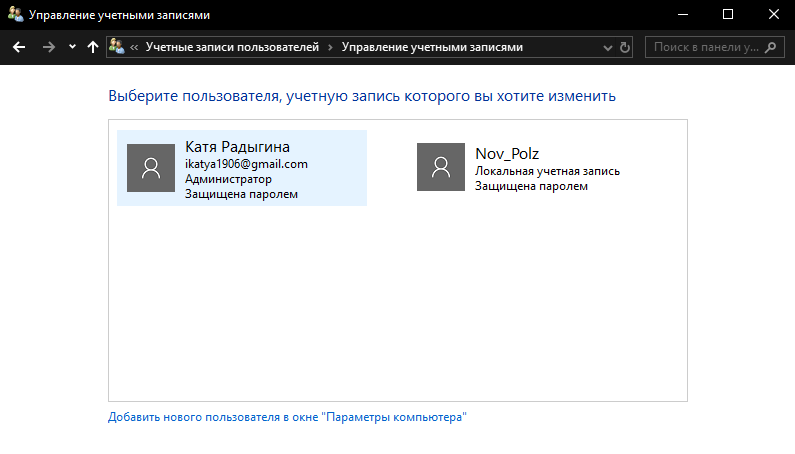 Управление учетными записями
Учетные записи пользователей
Управление учетными записями
Поиск в панели у...
Выберите пользователя, учетную запись которого вы хотите изменить
Катя Радыгина
ikatya1906@gmail.com
Администратор
Защищена паролем
Nov_Polz
Локальная учетная запись
Защищена паролем
Добавить нового пользователя в окне "Параметры компьютера"